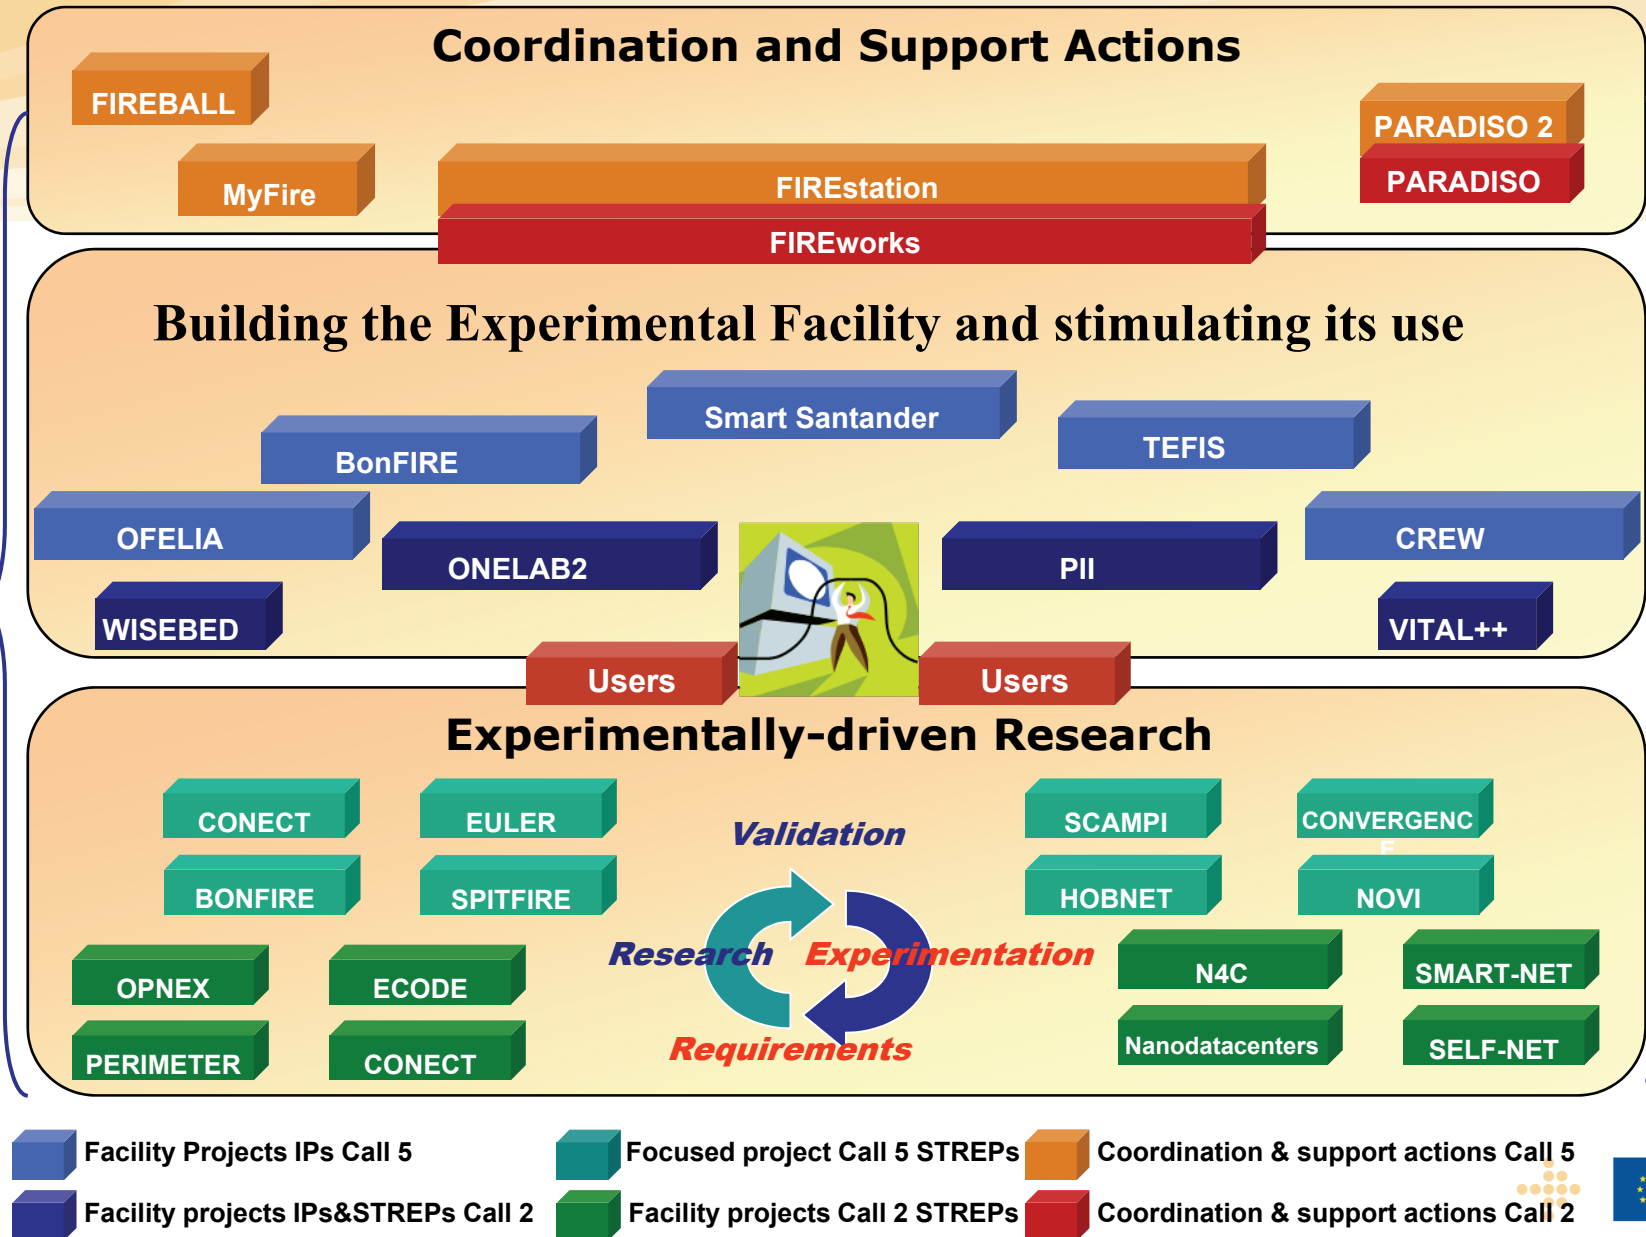 Coordination and Support Actions
FIREBALL
PARADISO 2
MyFire
FIREstation
PARADISO
FIREworks
Building the Experimental Facility and stimulating its use
Smart Santander
BonFIRE
TEFIS
OFELIA
CREW
ONELAB2
PII
WISEBED
VITAL++
Users
Users
Experimentally-driven Research
CONECT
EULER
SCAMPI
CONVERGENC
E
Validation
BONFIRE
SPITFIRE
HOBNET
NOVI
Research
Experimentation
OPNEX
ECODE
N4C
SMART-NET
Requirements
PERIMETER
CONECT
Nanodatacenters
SELF-NET
Facility Projects IPs Call 5
Focused project Call 5 STREPs
Coordination & support actions Call 5
Facility projects IPs&STREPs Call 2
Facility projects Call 2 STREPs
Coordination & support actions Call 2